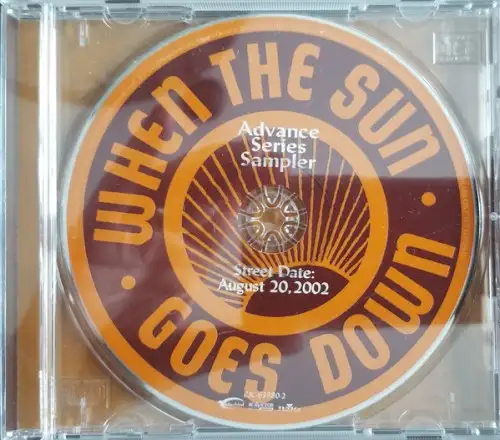 WHEN THE SUN
· GOES DOWN ·
Advance
Series
Sampler
Street Date:
August 20, 2002